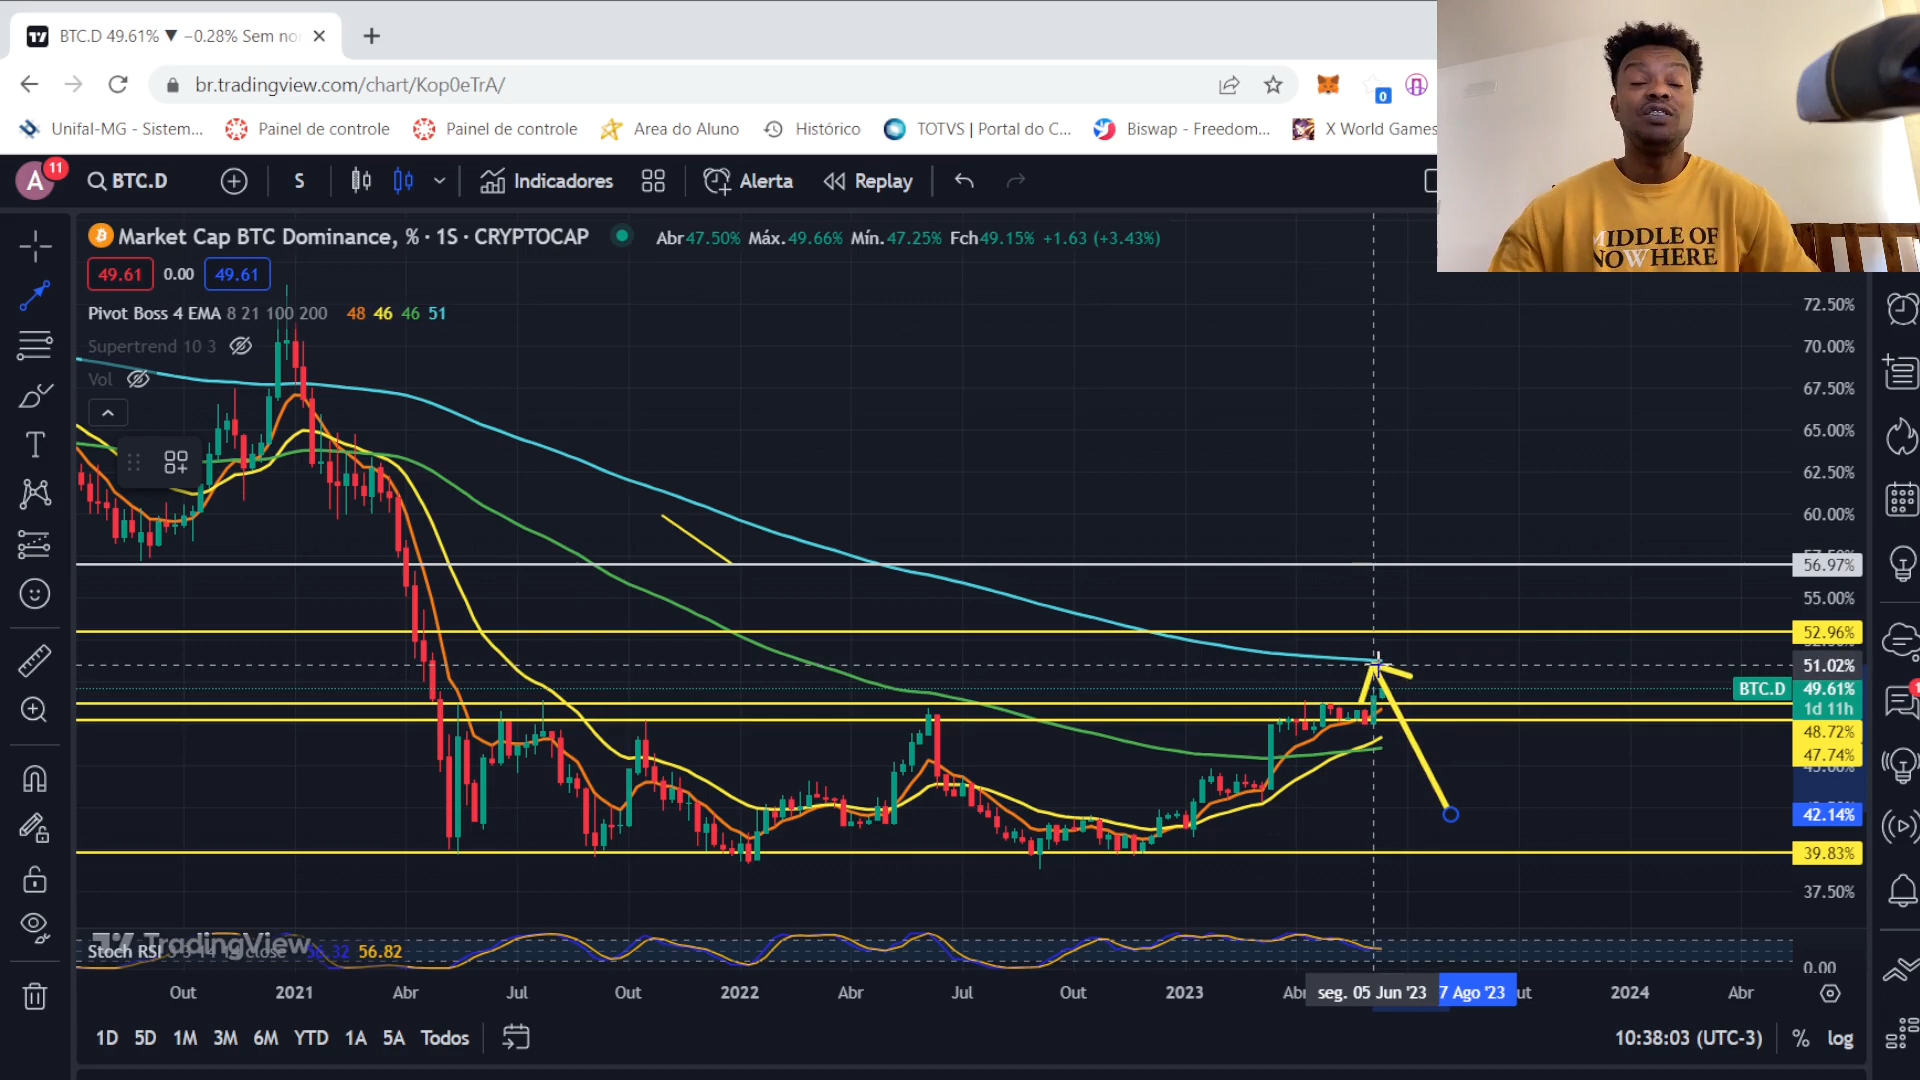 BTC.D 49.61% ▼ −0.28% Sem no
br.tradingview.com/chart/Kop0eTrA/
0
Unifal-MG - Sistem... Painel de controle Painel de controle Area do Aluno Histórico TOTVS | Portal do C... Biswap - Freedom... X World Games
A 11 BTC.D S Indicadores Alerta Replay
MIDDLE OF
NOWHERE
Market Cap BTC Dominance, % · 1S · CRYPTOCAP Abr47.50% Máx.49.66% Mín.47.25% Fch49.15% +1.63 (+3.43%)
49.61 0.00 49.61
Pivot Boss 4 EMA 8 21 100 200 48 46 46 51
Supertrend 10 3
Vol
72.50%
70.00%
67.50%
65.00%
62.50%
60.00%
56.97%
55.00%
52.96%
51.02%
BTC.D 49.61%
1d 11h
48.72%
47.74%
42.14%
39.83%
37.50%
TradingView
Stoch RSI close 56.82
0.00
Out 2021 Abr Jul Out 2022 Abr Jul Out 2023 seg. 05 Jun '23 7 Ago '23 ut 2024 Abr
1D 5D 1M 3M 6M YTD 1A 5A Todos 10:38:03 (UTC-3) % log